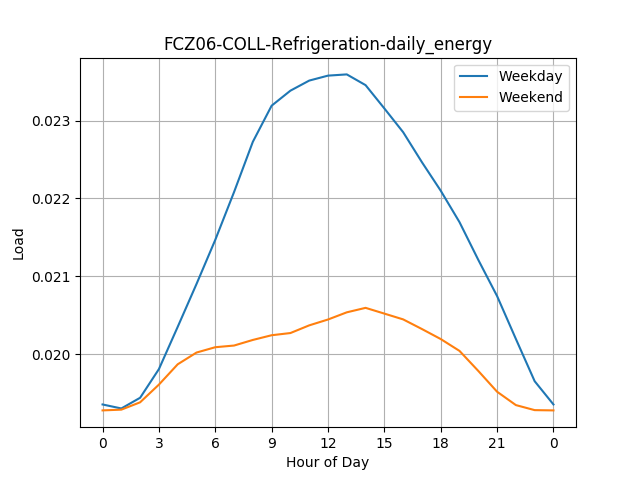 FCZ06-COLL-Refrigeration-daily_energy
Weekday
Weekend
0.023
0.022
0.021
0.020
Load
0 3 6 9 12 15 18 21 0
Hour of Day